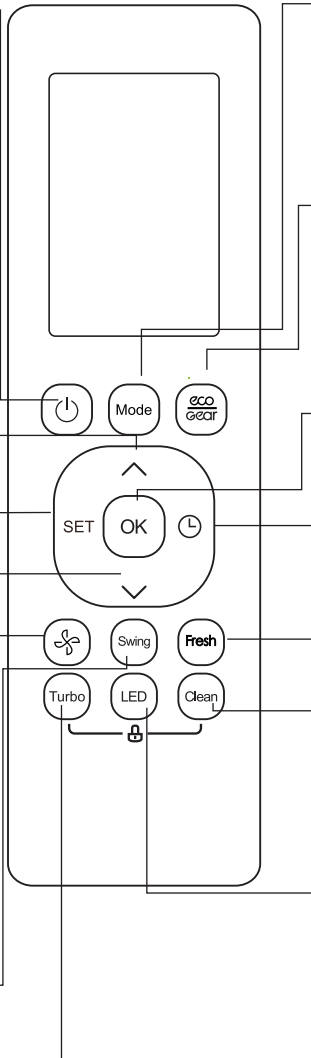 Mode
eco
Gear
SET
OK
Swing
Fresh
Turbo
LED
Clean